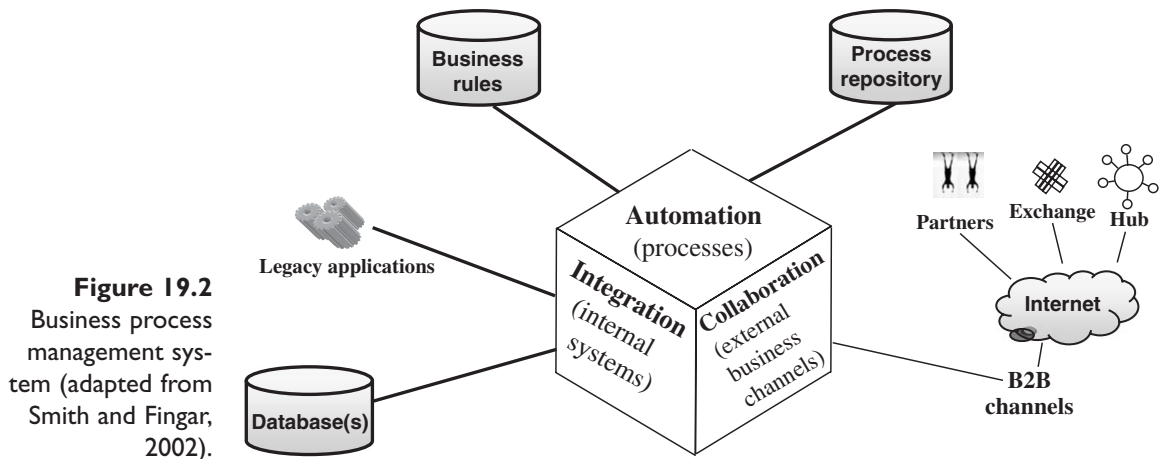 Business
rules
Process
repository
Partners
Exchange
Hub
Automation
(processes)
Legacy applications
Integration
(internal
systems)
Collaboration
(external
business
channels)
Internet
B2B
channels
Database(s)
Figure 19.2
Business process
management sys-
tem (adapted from
Smith and Fingar,
2002).